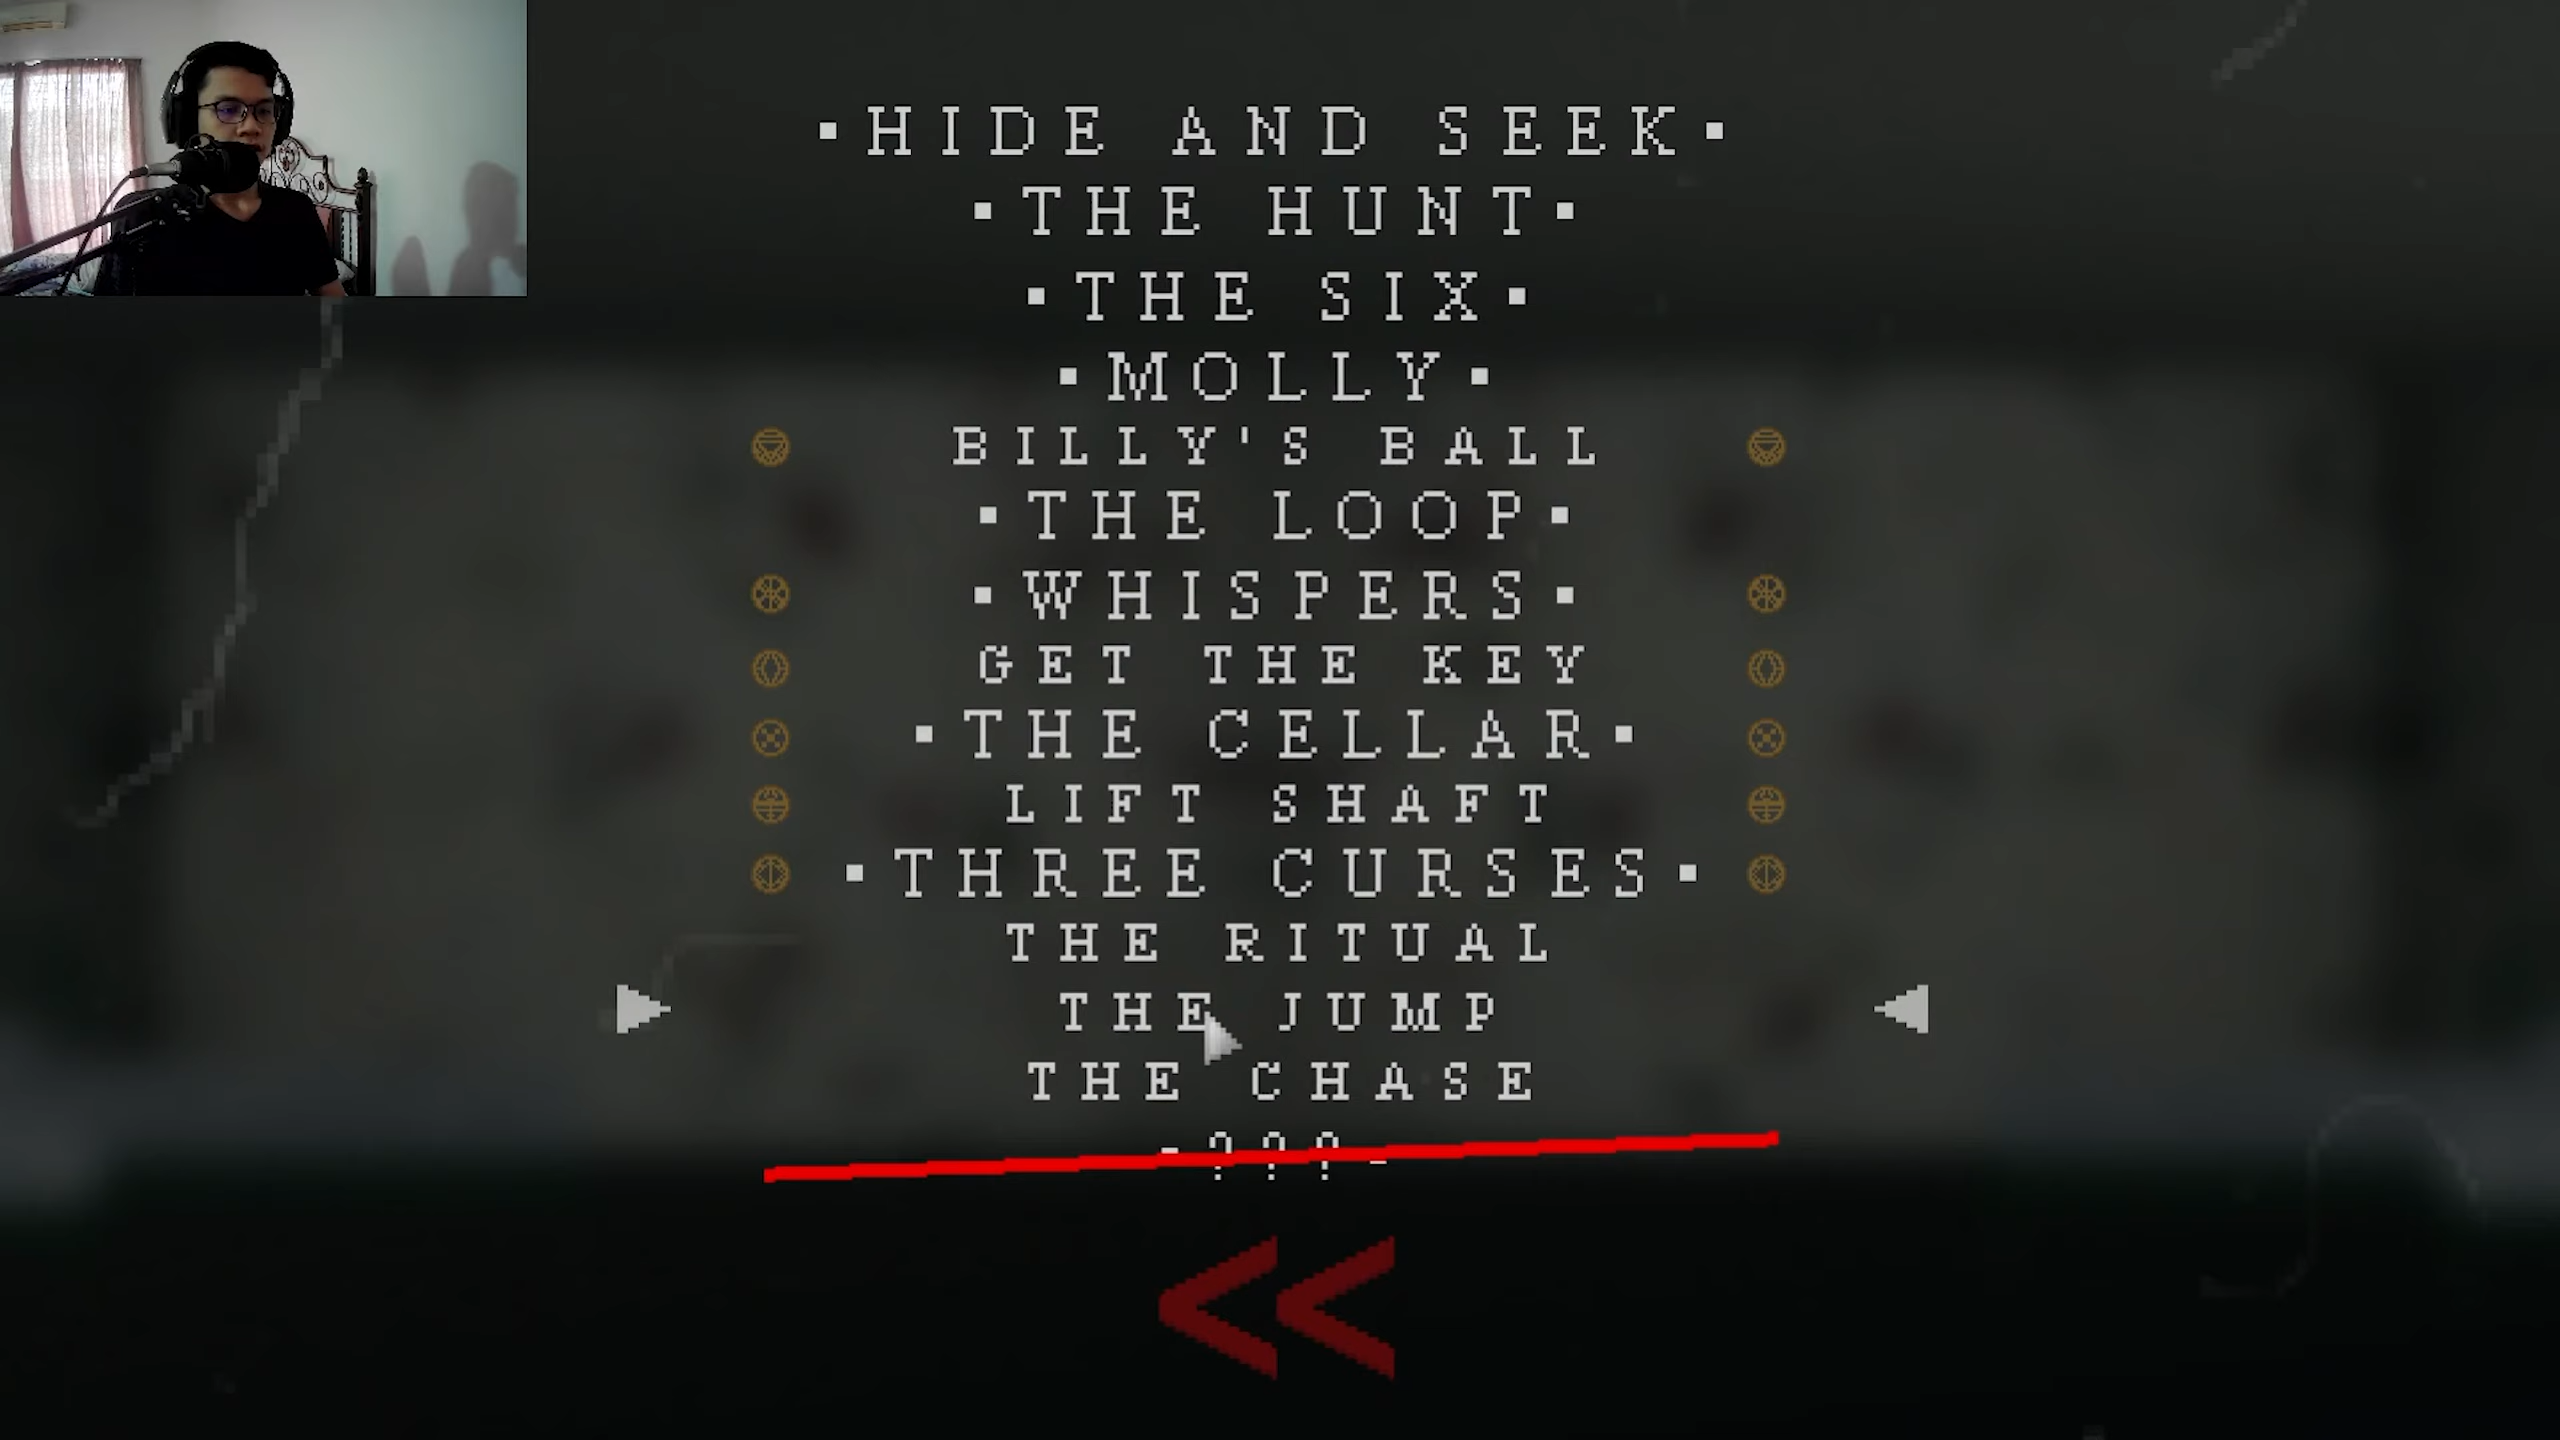 ▪HIDE AND SEEK▪
▪THE HUNT▪
▪THE SIX▪
▪MOLLY▪
BILLY'S BALL
▪THE LOOP▪
▪WHISPERS▪
GET THE KEY
▪THE CELLAR▪
LIFT SHAFT
▪THREE CURSES▪
THE RITUAL
THE JUMP
THE CHASE
-???-
<<